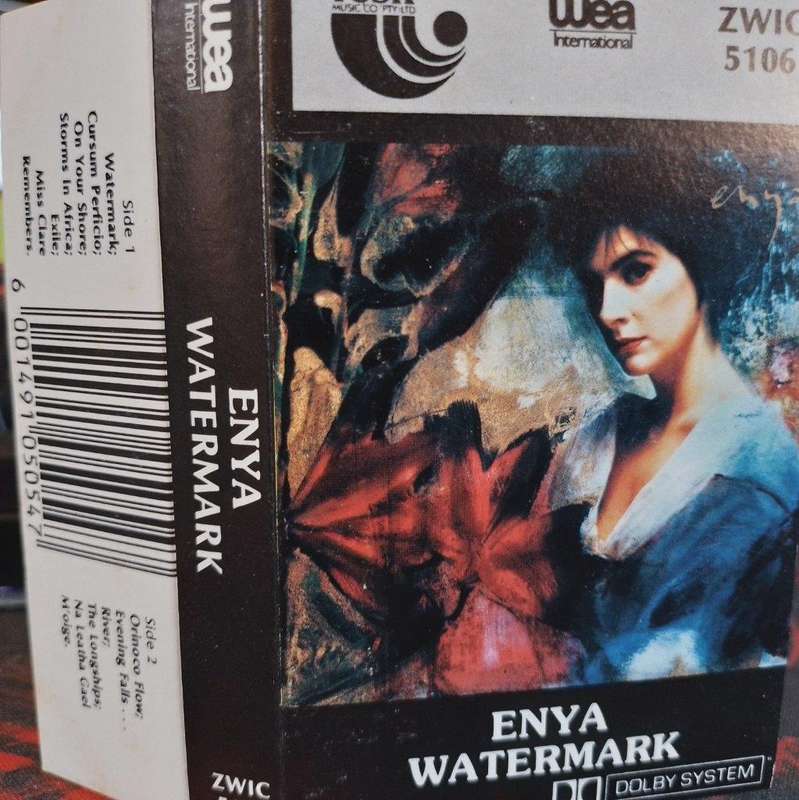 MUSIC CO (PTY) LTD
wea
International
ZWIC
5106
enya
ENYA
WATERMARK
DOLBY SYSTEM
wea
International
ENYA
WATERMARK
ZWIC
Side 1
Watermark;
Cursum Perficio;
On Your Shore;
Storms In Africa;
Exile;
Miss Clare
Remembers.
6 001491 050547
Side 2
Orinoco Flow;
Evening Falls . . .
River;
The Longships;
Na Leatha Gael
M'oige.